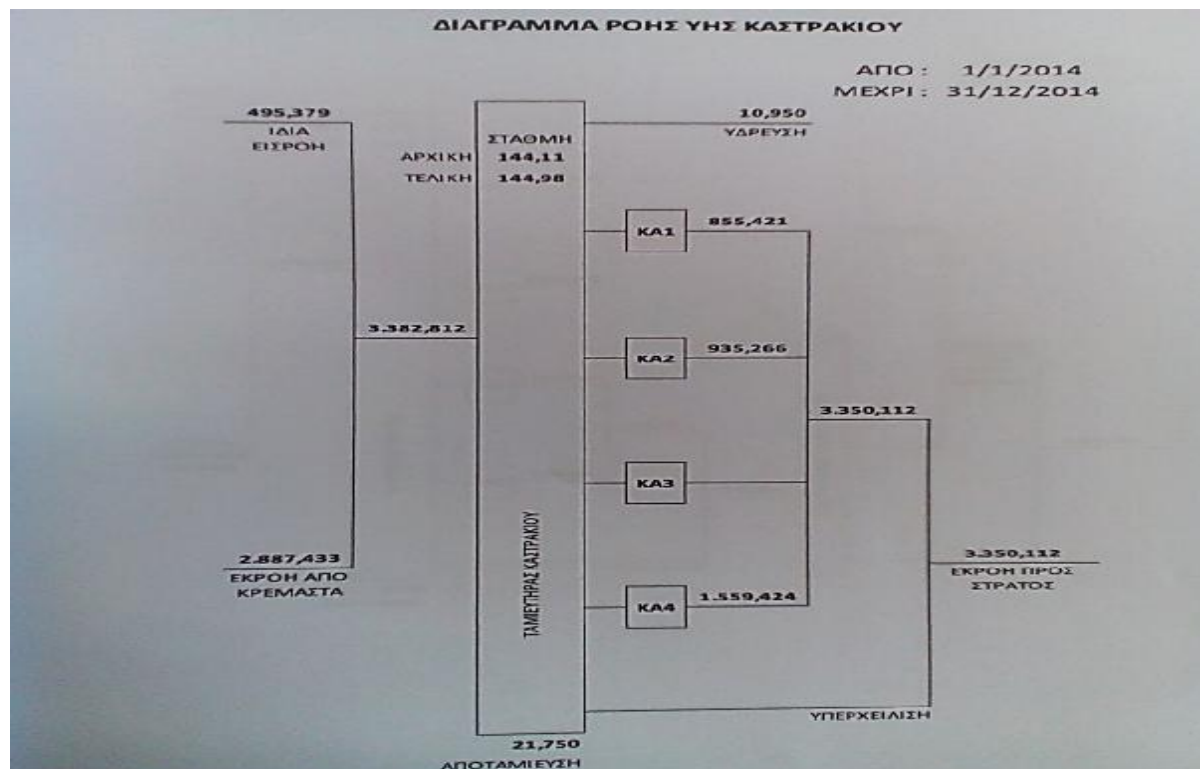 ΔΙΑΓΡΑΜΜΑ ΡΟΗΣ ΥΗΣ ΚΑΣΤΡΑΚΙΟΥ
ΑΠΟ : 1/1/2014
ΜΕΧΡΙ : 31/12/2014
495,379
ΙΔΙΑ
ΕΙΣΡΟΗ
10,950
ΥΔΡΕΥΣΗ
ΣΤΑΘΜΗ
ΑΡΧΙΚΗ 144,11
ΤΕΛΙΚΗ 144,98
ΚΑ1 855,421
3.382,812
ΚΑ2 935,266
3.350,112
ΚΑ3
ΤΑΜΙΕΥΤΗΡΑΣ ΚΑΣΤΡΑΚΙΟΥ
2.887,433
ΕΚΡΟΗ ΑΠΟ
ΚΡΕΜΑΣΤΑ
3.350,112
ΕΚΡΟΗ ΠΡΟΣ
ΣΤΡΑΤΟΣ
ΚΑ4 1.559,424
ΥΠΕΡΧΕΙΛΙΣΗ
21,750
ΑΠΟΤΑΜΙΕΥΣΗ